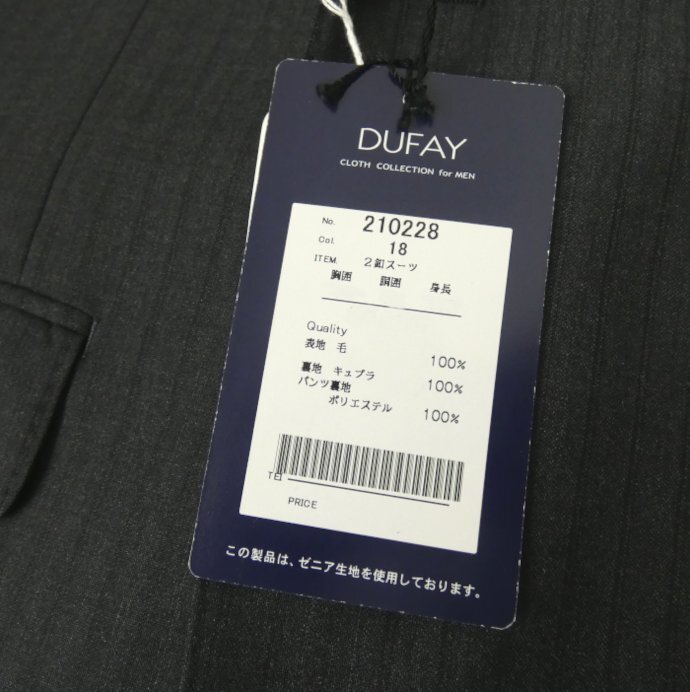 DUFAY
CLOTH COLLECTION for MEN
No. 210228
Col. 18
ITEM. 2釦スーツ
胸囲 胴囲 身長
Quality
表地 毛 100%
裏地 キュプラ 100%
パンツ裏地
ポリエステル 100%
TEL
PRICE
この製品は、ゼニア生地を使用しております。